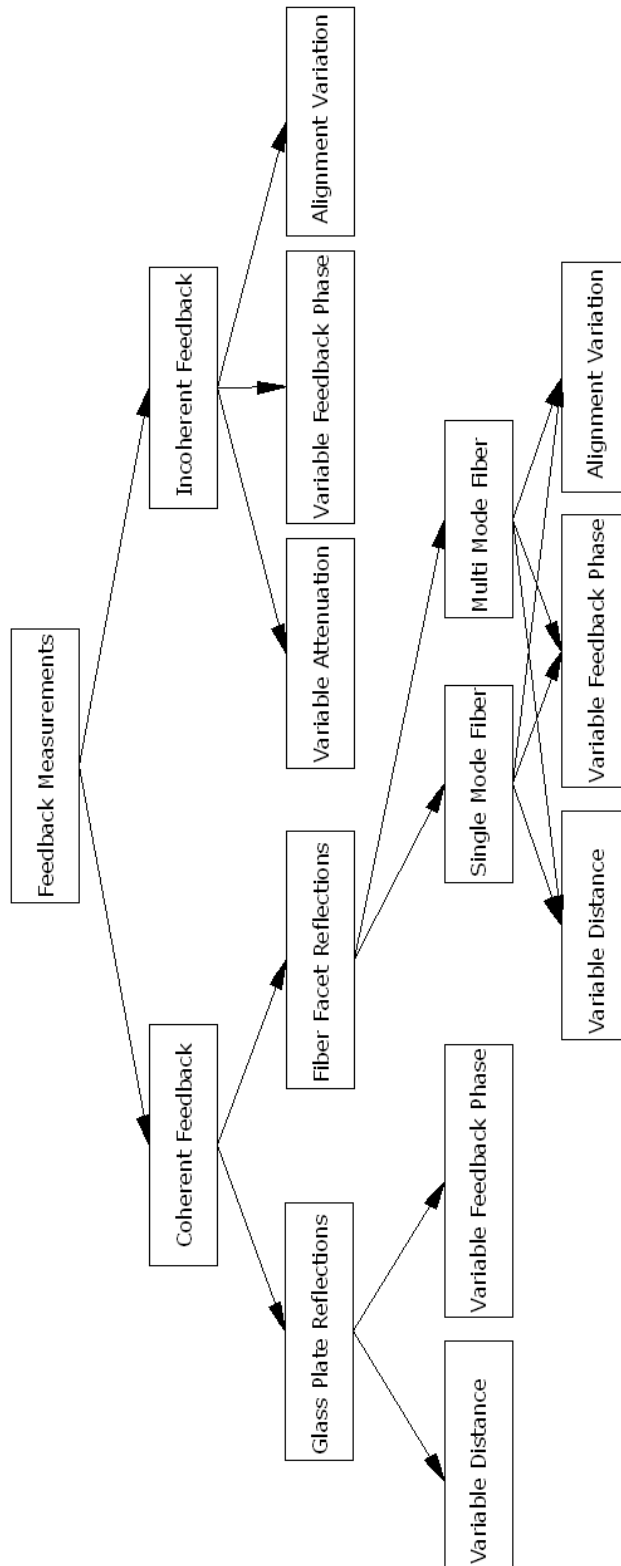 Feedback Measurements
Coherent Feedback
Incoherent Feedback
Glass Plate Reflections
Fiber Facet Reflections
Variable Attenuation
Variable Feedback Phase
Alignment Variation
Variable Distance
Variable Feedback Phase
Single Mode Fiber
Multi Mode Fiber
Variable Distance
Variable Feedback Phase
Alignment Variation